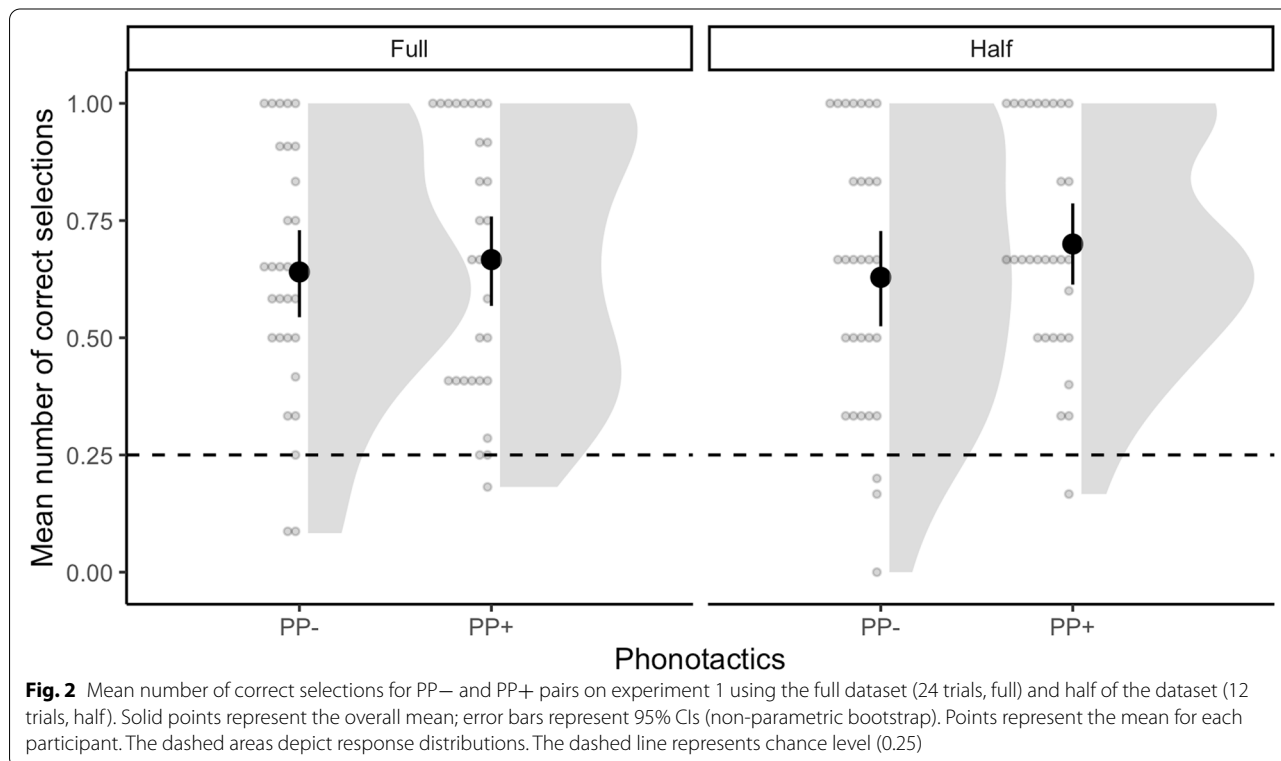 Full
Half
Mean number of correct selections
1.00
0.75
0.50
0.25
0.00
PP-
PP+
PP-
PP+
Phonotactics
Fig. 2 Mean number of correct selections for PP− and PP+ pairs on experiment 1 using the full dataset (24 trials, full) and half of the dataset (12
trials, half). Solid points represent the overall mean; error bars represent 95% CIs (non-parametric bootstrap). Points represent the mean for each
participant. The dashed areas depict response distributions. The dashed line represents chance level (0.25)